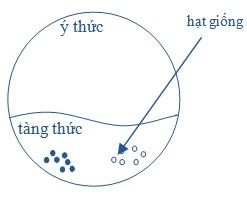 ý thức
hạt giống
tàng thức